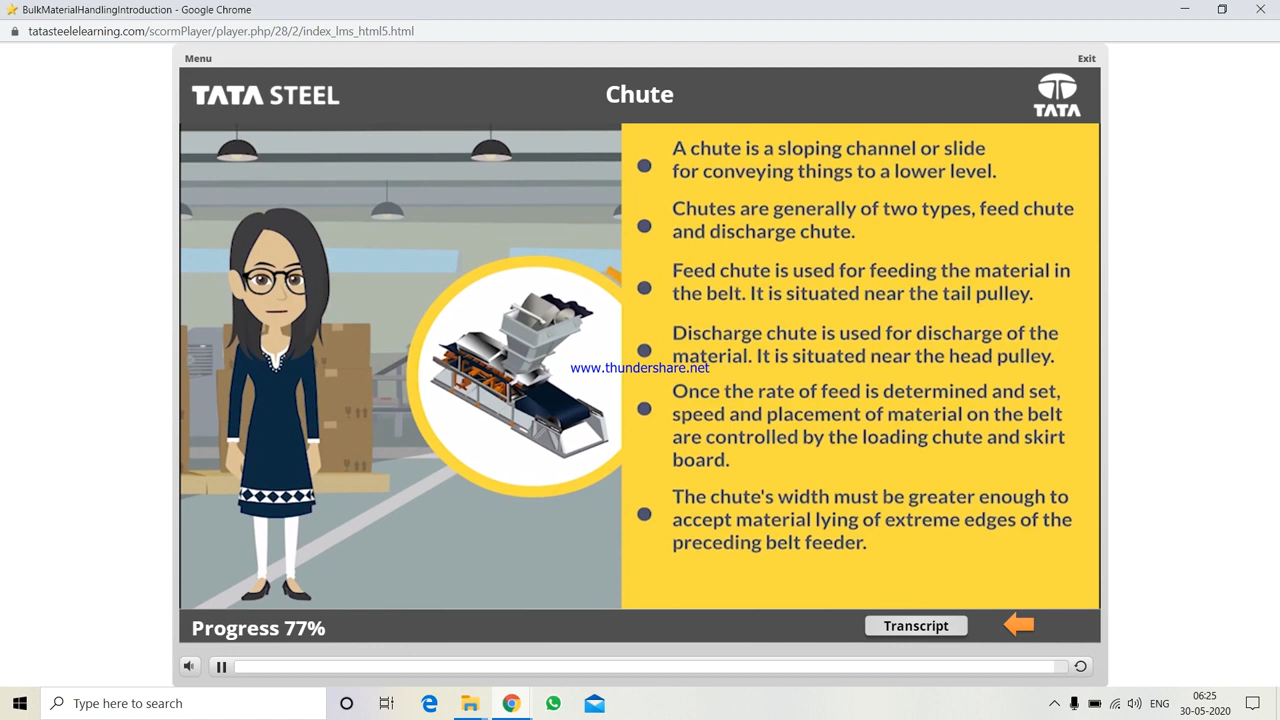 BulkMaterialHandlingIntroduction - Google Chrome
tatasteelelearning.com/scormPlayer/player.php/28/2/index_lms_html5.html
Menu
Exit
TATA STEEL
Chute
TATA
A chute is a sloping channel or slide
for conveying things to a lower level.
Chutes are generally of two types, feed chute
and discharge chute.
Feed chute is used for feeding the material in
the belt. It is situated near the tail pulley.
Discharge chute is used for discharge of the
material. It is situated near the head pulley.
www.thundershare.net
Once the rate of feed is determined and set,
speed and placement of material on the belt
are controlled by the loading chute and skirt
board.
The chute's width must be greater enough to
accept material lying of extreme edges of the
preceding belt feeder.
Progress 77%
Transcript
Type here to search
ENG
06:25
30-05-2020